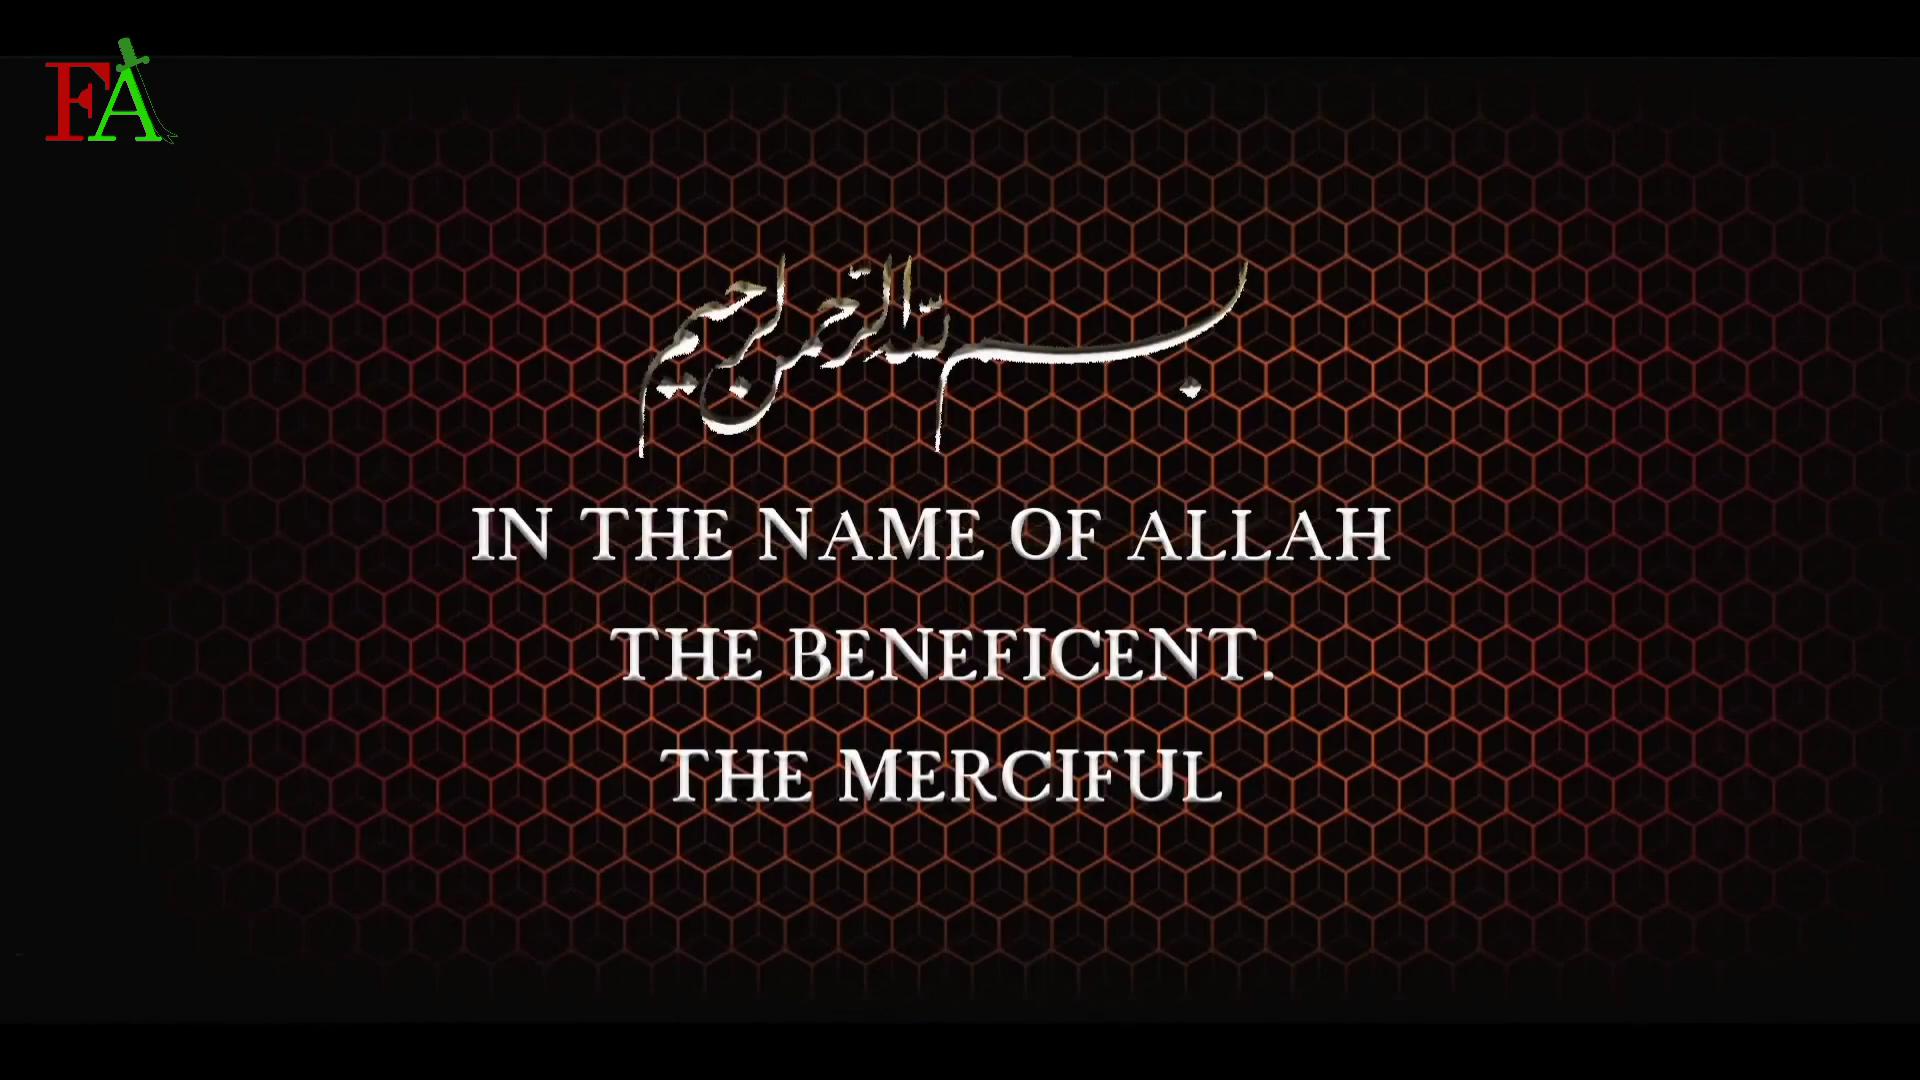 FA
بسم الله الرحمن الرحيم
IN THE NAME OF ALLAH
THE BENEFICENT.
THE MERCIFUL